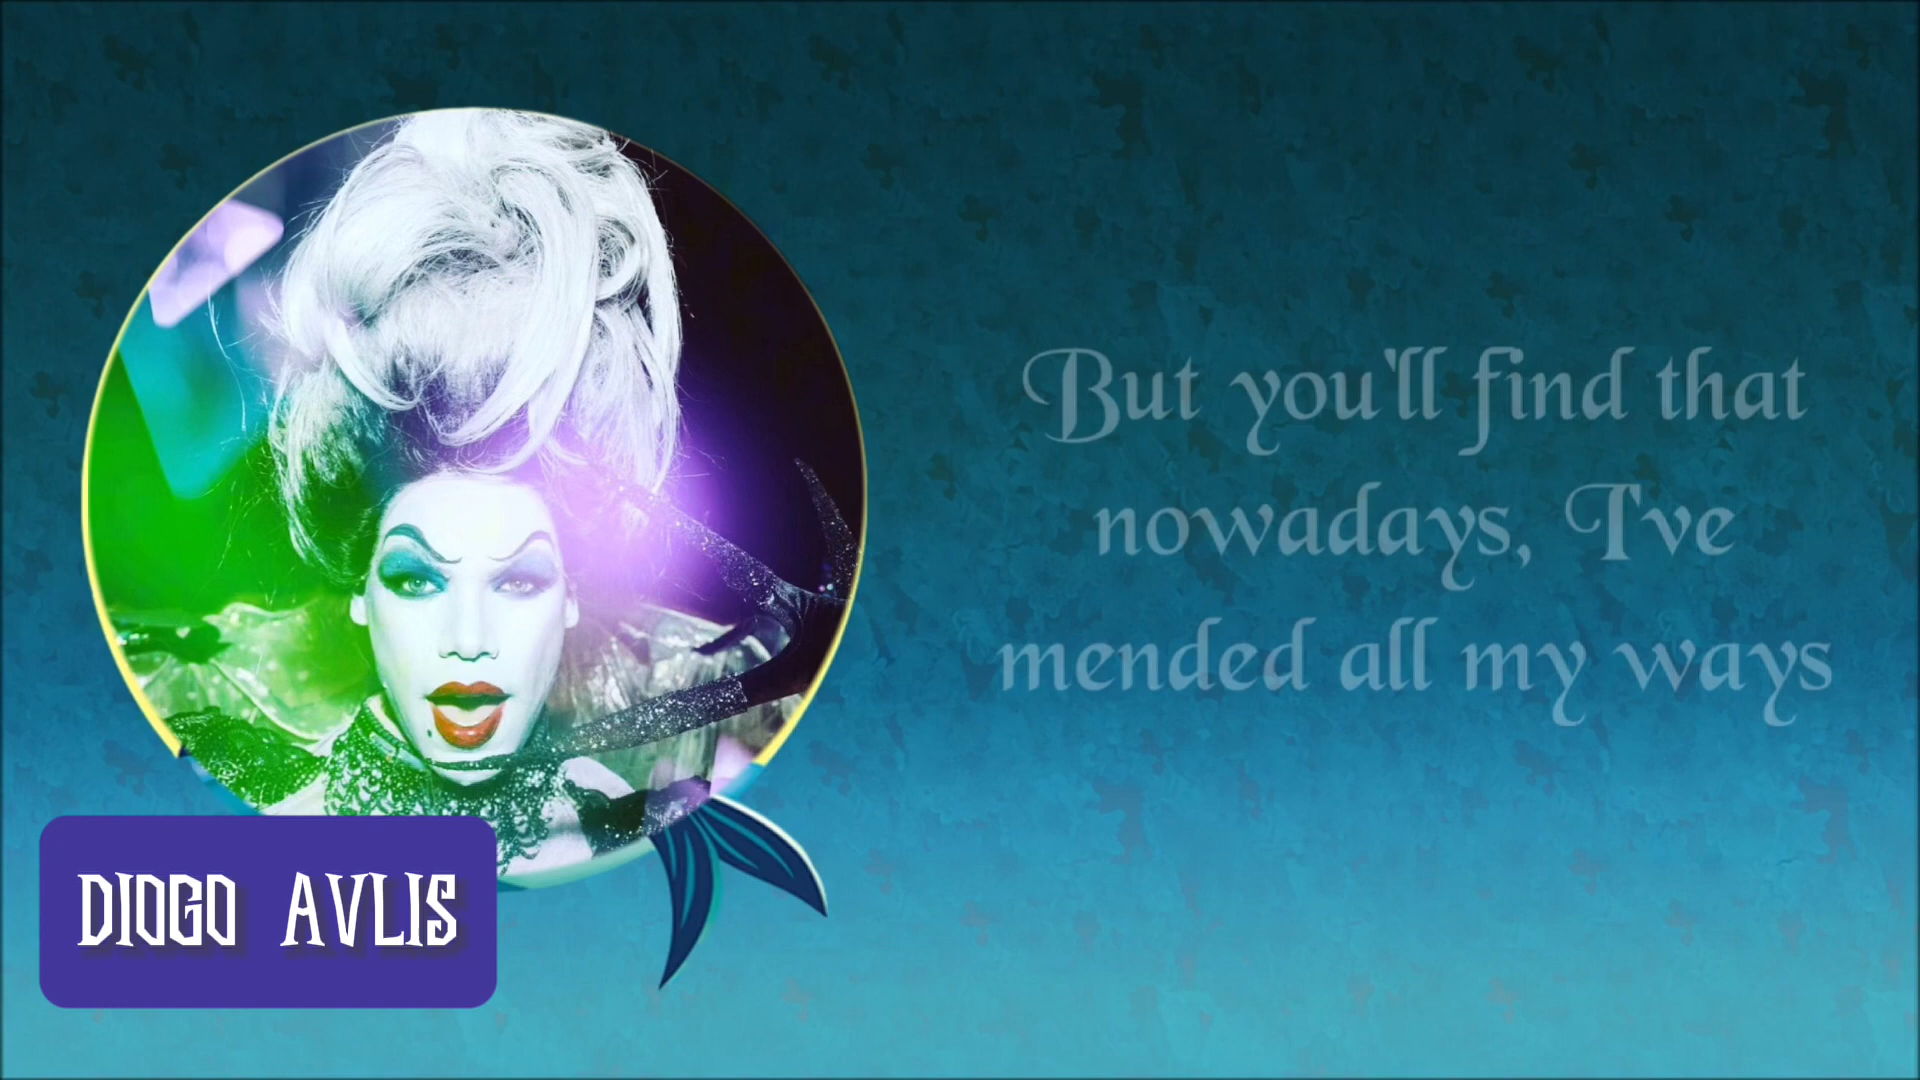 But you'll find that
nowadays, I've
mended all my ways
DIOGO AVLIS